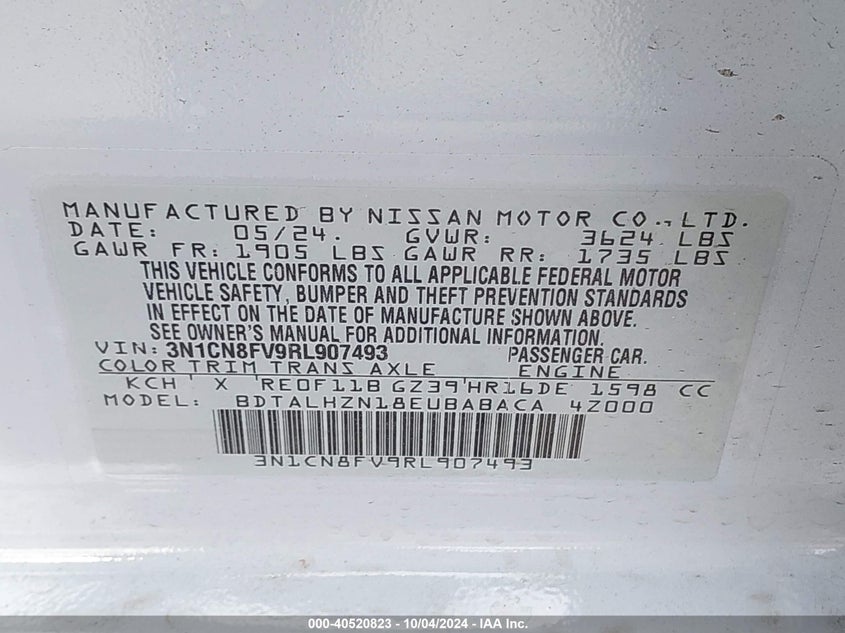 MANUFACTURED BY NISSAN MOTOR CO., LTD.
DATE: 05/24. GVWR: 3624 LBS
GAWR FR: 1905 LBS GAWR RR: 1735 LBS
THIS VEHICLE CONFORMS TO ALL APPLICABLE FEDERAL MOTOR
VEHICLE SAFETY, BUMPER AND THEFT PREVENTION STANDARDS
IN EFFECT ON THE DATE OF MANUFACTURE SHOWN ABOVE.
SEE OWNER'S MANUAL FOR ADDITIONAL INFORMATION.
VIN: 3N1CN8FV9RL907493 PASSENGER CAR.
COLOR TRIM TRANS AXLE ENGINE
KCH X RE0F11B GZ39 HR16DE 1598 CC
MODEL: BDTALHZN18EUBABACA 4Z000
3N1CN8FV9RL907493
000-40520823 - 10/04/2024 - IAA Inc.